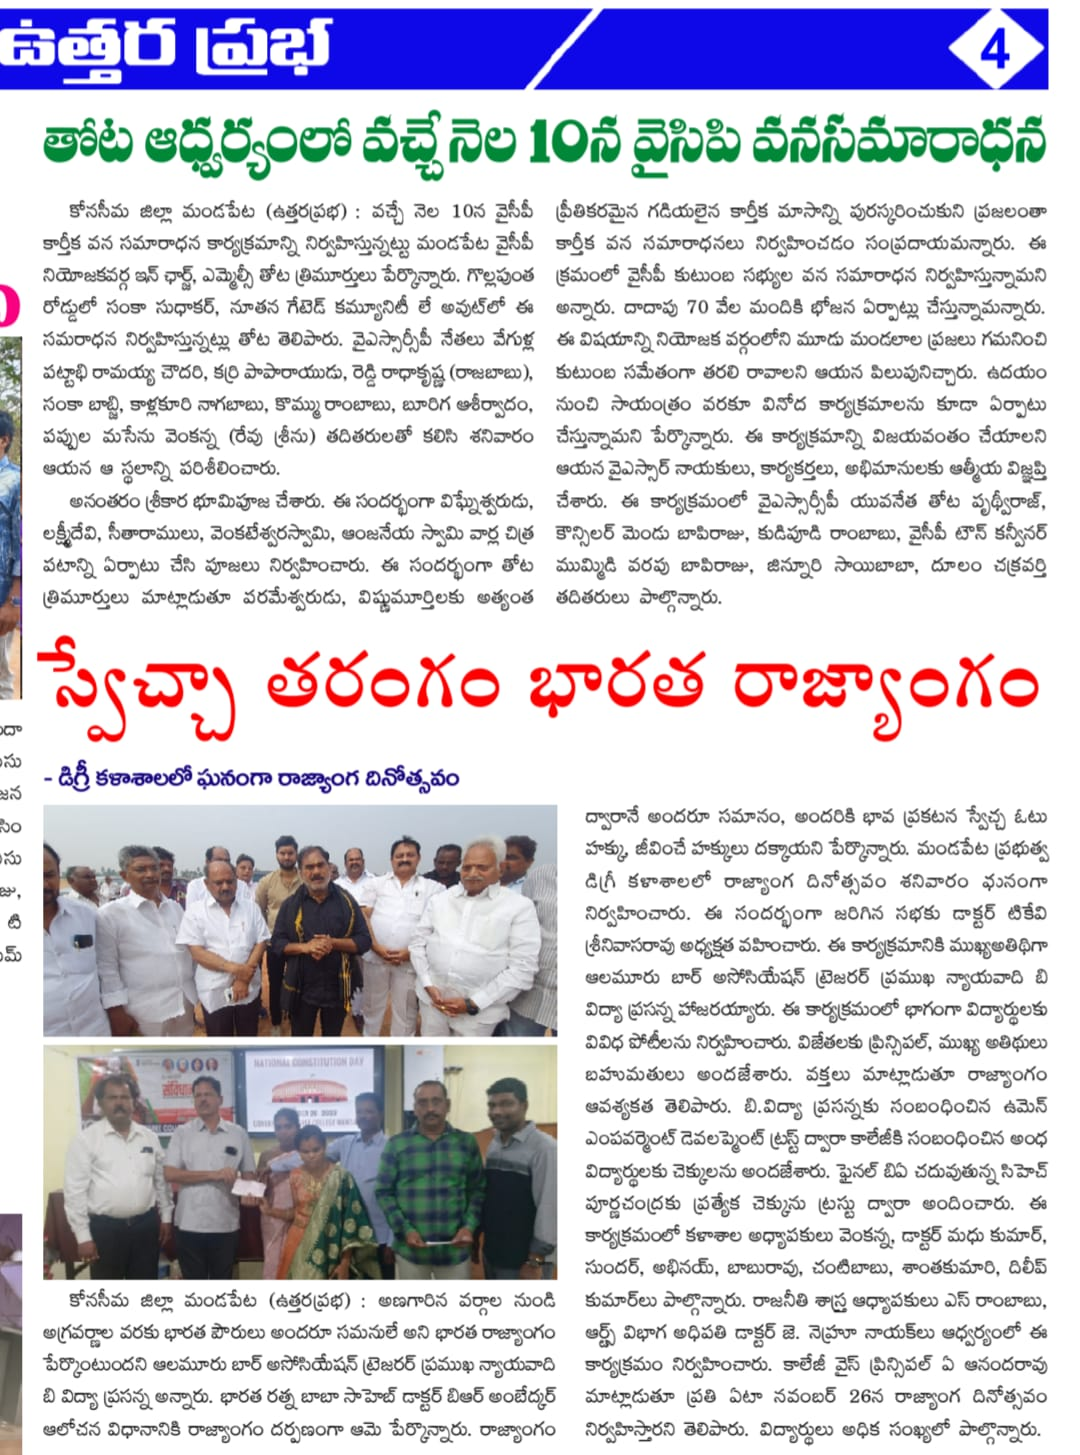 ఉత్తర ప్రభ
4
తోట ఆధ్వర్యంలో వచ్చే నెల 10న వైసిపి వనసమారాధన
కోనసీమ జిల్లా మండపేట (ఉత్తరప్రభ) : వచ్చే నెల 10న వైసీపీ
కార్తీక వన సమారాధన కార్యక్రమాన్ని నిర్వహిస్తున్నట్టు మండపేట వైసీపీ
నియోజకవర్గ ఇన్ ఛార్జ్, ఎమ్మెల్సీ తోట త్రిమూర్తులు పేర్కొన్నారు. గొల్లపుంత
రోడ్డులో సంకా సుధాకర్, నూతన గేటెడ్ కమ్యూనిటీ లే అవుట్‌లో ఈ
సమరాధన నిర్వహిస్తున్నట్లు తోట తెలిపారు. వైఎస్సార్సీపీ నేతలు వేగుళ్ల
పట్టాభి రామయ్య చౌదరి, కర్రి పాపారాయుడు, రెడ్డి రాధాకృష్ణ (రాజబాబు),
సంకా బాబ్జి, కాళ్లకూరి నాగబాబు, కొమ్ము రాంబాబు, బూరిగ ఆశీర్వాదం,
పప్పుల మసేను వెంకన్న (రేవు శ్రీను) తదితరులతో కలిసి శనివారం
ఆయన ఆ స్థలాన్ని పరిశీలించారు.
అనంతరం శ్రీకార భూమిపూజ చేశారు. ఈ సందర్భంగా విఘ్నేశ్వరుడు,
లక్ష్మీదేవి, సీతారాములు, వెంకటేశ్వరస్వామి, ఆంజనేయ స్వామి వార్ల చిత్ర
పటాన్ని ఏర్పాటు చేసి పూజలు నిర్వహించారు. ఈ సందర్భంగా తోట
త్రిమూర్తులు మాట్లాడుతూ పరమేశ్వరుడు, విష్ణుమూర్తిలకు అత్యంత
ప్రీతికరమైన గడియలైన కార్తీక మాసాన్ని పురస్కరించుకుని ప్రజలంతా
కార్తీక వన సమారాధనలు నిర్వహించడం సంప్రదాయమన్నారు. ఈ
క్రమంలో వైసీపీ కుటుంబ సభ్యుల వన సమారాధన నిర్వహిస్తున్నామని
అన్నారు. దాదాపు 70 వేల మందికి భోజన ఏర్పాట్లు చేస్తున్నామన్నారు.
ఈ విషయాన్ని నియోజక వర్గంలోని మూడు మండలాల ప్రజలు గమనించి
కుటుంబ సమేతంగా తరలి రావాలని ఆయన పిలుపునిచ్చారు. ఉదయం
నుంచి సాయంత్రం వరకూ వినోద కార్యక్రమాలను కూడా ఏర్పాటు
చేస్తున్నామని పేర్కొన్నారు. ఈ కార్యక్రమాన్ని విజయవంతం చేయాలని
ఆయన వైఎస్సార్ నాయకులు, కార్యకర్తలు, అభిమానులకు ఆత్మీయ విజ్ఞప్తి
చేశారు. ఈ కార్యక్రమంలో వైఎస్సార్సీపీ యువనేత తోట పృథ్వీరాజ్,
కౌన్సిలర్ మెండు బాపిరాజు, కుడిపూడి రాంబాబు, వైసీపీ టౌన్ కన్వీనర్
ముమ్మిడి వరపు బాపిరాజు, జిన్నూరి సాయిబాబా, దూలం చక్రవర్తి
తదితరులు పాల్గొన్నారు.
స్వేచ్చా తరంగం భారత రాజ్యాంగం
- డిగ్రీ కళాశాలలో ఘనంగా రాజ్యాంగ దినోత్సవం
NATIONAL CONSTITUTION DAY
కోనసీమ జిల్లా మండపేట (ఉత్తరప్రభ) : అణగారిన వర్గాల నుండి
అగ్రవర్ణాల వరకు భారత పౌరులు అందరూ సమనులే అని భారత రాజ్యాంగం
పేర్కొంటుందని ఆలమూరు బార్ అసోసియేషన్ ట్రెజరర్ ప్రముఖ న్యాయవాది
బి విద్యా ప్రసన్న అన్నారు. భారత రత్న బాబా సాహెబ్ డాక్టర్ బిఆర్ అంబేద్కర్
ఆలోచన విధానానికి రాజ్యాంగం దర్పణంగా ఆమె పేర్కొన్నారు. రాజ్యాంగం
ద్వారానే అందరూ సమానం, అందరికి భావ ప్రకటన స్వేచ్ఛ ఓటు
హక్కు, జీవించే హక్కులు దక్కాయని పేర్కొన్నారు. మండపేట ప్రభుత్వ
డిగ్రీ కళాశాలలో రాజ్యాంగ దినోత్సవం శనివారం ఘనంగా
నిర్వహించారు. ఈ సందర్భంగా జరిగిన సభకు డాక్టర్ టికేవి
శ్రీనివాసరావు అధ్యక్షత వహించారు. ఈ కార్యక్రమానికి ముఖ్యఅతిథిగా
ఆలమూరు బార్ అసోసియేషన్ ట్రెజరర్ ప్రముఖ న్యాయవాది బి
విద్యా ప్రసన్న హాజరయ్యారు. ఈ కార్యక్రమంలో భాగంగా విద్యార్థులకు
వివిధ పోటీలను నిర్వహించారు. విజేతలకు ప్రిన్సిపల్, ముఖ్య అతిథులు
బహుమతులు అందజేశారు. వక్తలు మాట్లాడుతూ రాజ్యాంగం
ఆవశ్యకత తెలిపారు. బి.విద్యా ప్రసన్నకు సంబంధించిన ఉమెన్
ఎంపవర్మెంట్ డెవలప్మెంట్ ట్రస్ట్ ద్వారా కాలేజీకి సంబంధించిన అంధ
విద్యార్థులకు చెక్కులను అందజేశారు. ఫైనల్ బిఏ చదువుతున్న సిహెచ్
పూర్ణచంద్రకు ప్రత్యేక చెక్కును ట్రస్టు ద్వారా అందించారు. ఈ
కార్యక్రమంలో కళాశాల అధ్యాపకులు వెంకన్న, డాక్టర్ మధు కుమార్,
సుందర్, అభినయ్, బాబురావు, చంటిబాబు, శాంతకుమారి, దిలీప్
కుమార్‌లు పాల్గొన్నారు. రాజనీతి శాస్త్ర ఆధ్యాపకులు ఎస్ రాంబాబు,
ఆర్ట్స్ విభాగ అధిపతి డాక్టర్ జె. నెహ్రూ నాయక్‌లు ఆధ్వర్యంలో ఈ
కార్యక్రమం నిర్వహించారు. కాలేజీ వైస్ ప్రిన్సిపల్ ఏ ఆనందరావు
మాట్లాడుతూ ప్రతి ఏటా నవంబర్ 26న రాజ్యాంగ దినోత్సవం
నిర్వహిస్తారని తెలిపారు. విద్యార్థులు అధిక సంఖ్యలో పాల్గొన్నారు.